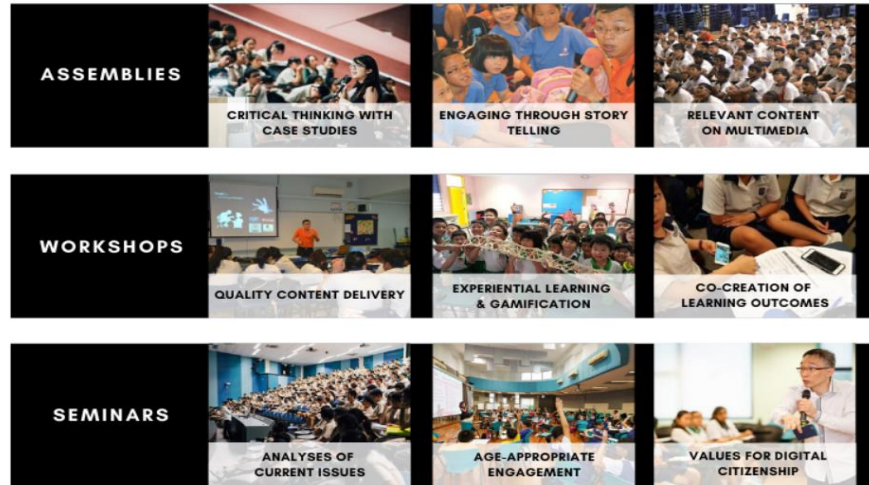 ASSEMBLIES
CRITICAL THINKING WITH
CASE STUDIES
ENGAGING THROUGH STORY
TELLING
RELEVANT CONTENT
ON MULTIMEDIA
WORKSHOPS
QUALITY CONTENT DELIVERY
EXPERIENTIAL LEARNING
& GAMIFICATION
CO-CREATION OF
LEARNING OUTCOMES
SEMINARS
ANALYSES OF
CURRENT ISSUES
AGE-APPROPRIATE
ENGAGEMENT
VALUES FOR DIGITAL
CITIZENSHIP